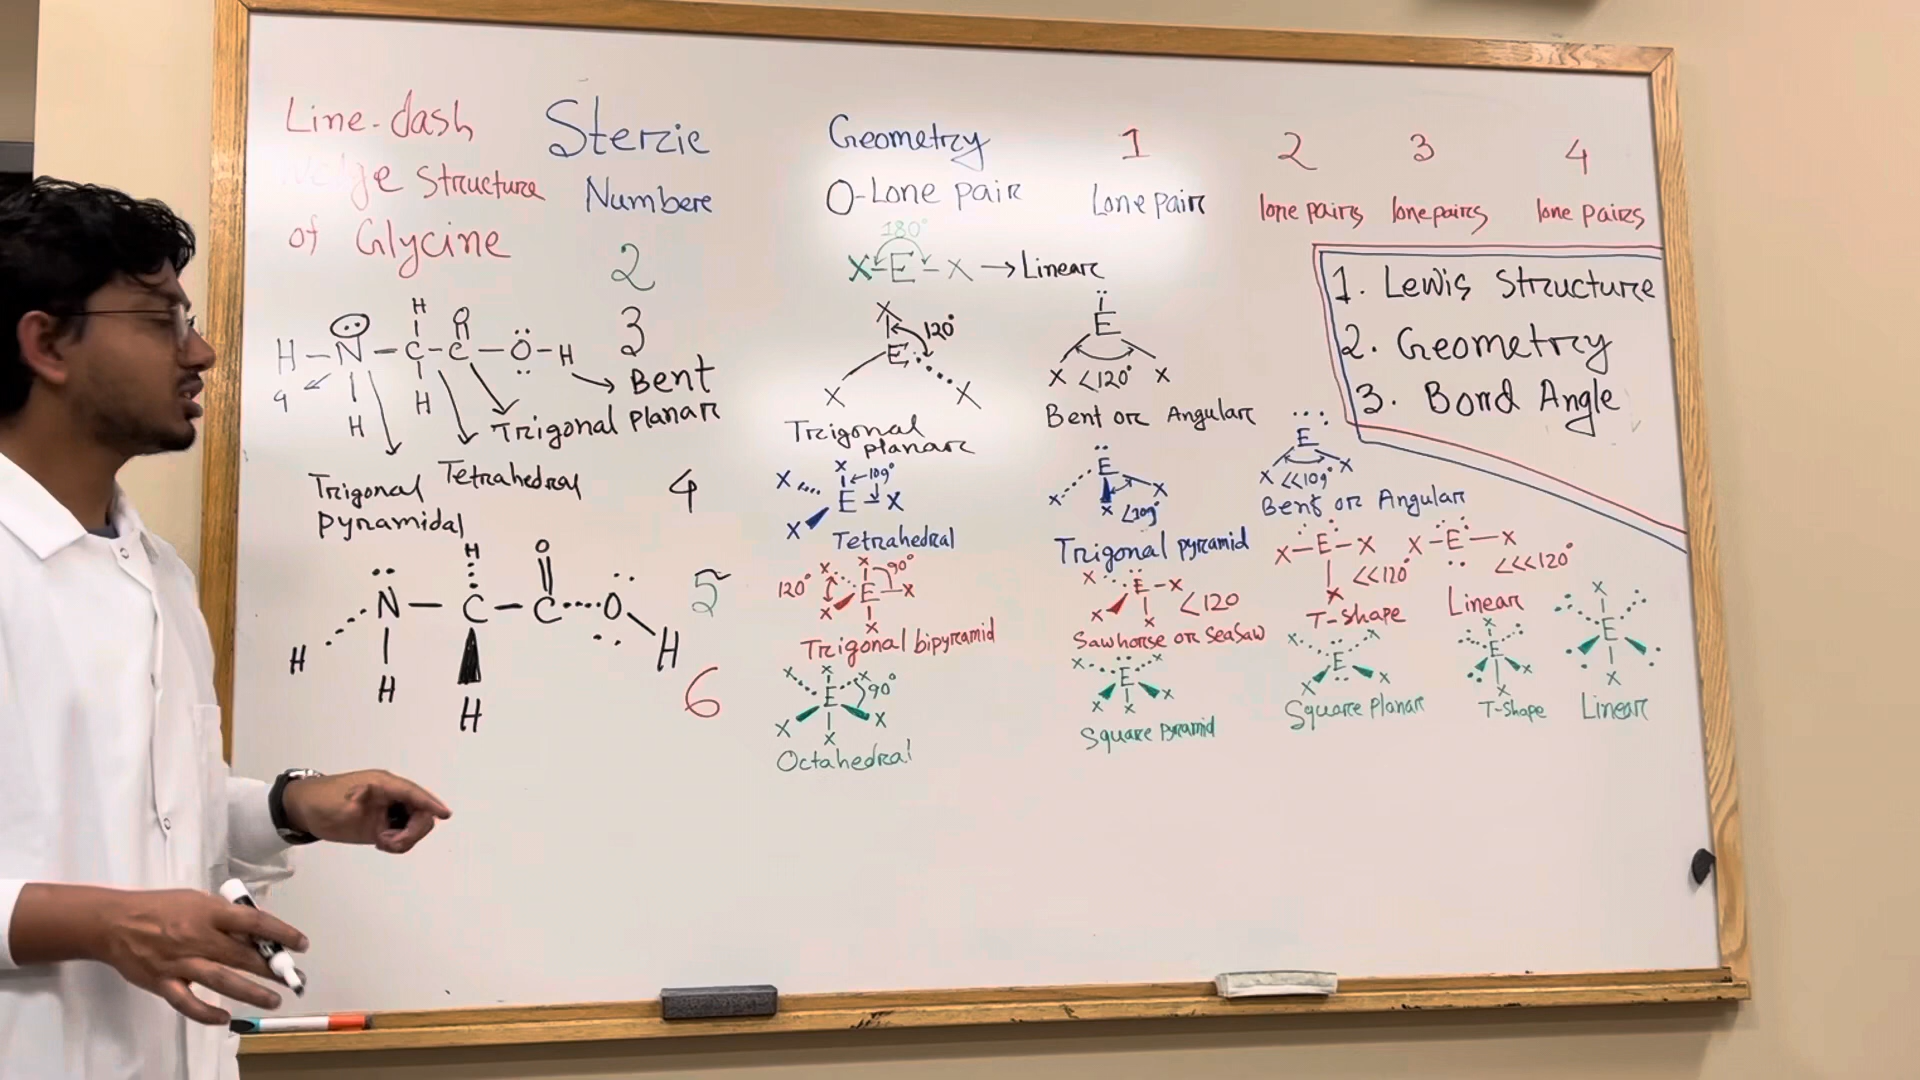 Line-dash
Wedge Structure
of Glycine
Steric
Number
Geometry
0-Lone pair
1
Lone pair
2
lone pairs
3
lone pairs
4
lone pairs
2
180°
X-E-X → Linear
1. Lewis Structure
2. Geometry
3. Bond Angle
H
H-N-C-C-O-H
H
H
Bent
Trigonal planar
Tetrahedral
Trigonal
pyramidal
3
X
E
120°
X
X
Trigonal
planar
E
X <120° X
Bent or Angular
4
X
X
E
X
109°
X
Tetrahedral
E
X
X
X
<109°
Trigonal pyramid
E
X
X
<<109°
Bent or Angular
H
O
N-C-C O
H
H
H
H
5
120°
X
X
X
90°
E-X
X
Trigonal bipyramid
X
E-X
X
X
<120
Sawhorse or Seasaw
X-E-X
X
<<120°
T-shape
X-E-X
<<<120°
Linear
6
X
X
X
E
90°
X
X
X
Octahedral
X
X
E
X
X
X
Square pyramid
X
X
E
X
X
Square planar
X
E
X
X
T-shape
X
E
X
Linear